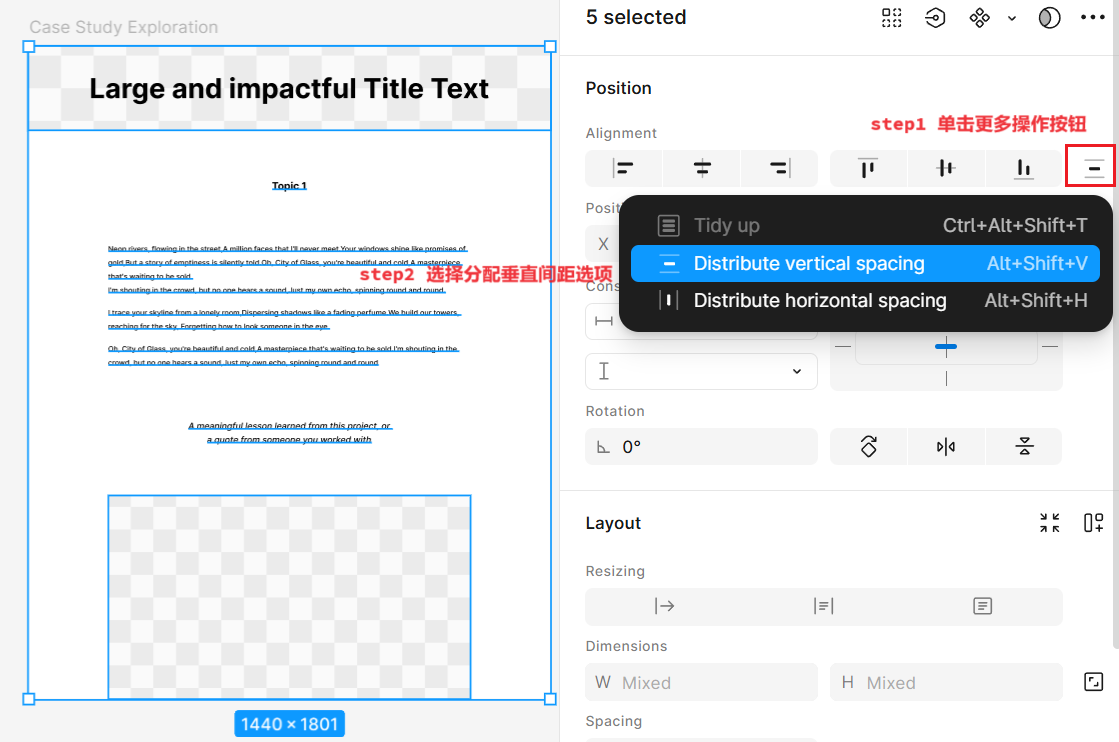 Case Study Exploration
Large and impactful Title Text
Topic 1
Neon rivers, flowing in the street,A million faces that I'll never meet.Your windows shine like promises of
gold,But a story of emptiness is silently told.Oh, City of Glass, you're beautiful and cold,A masterpiece
that's waiting to be sold.
I'm shouting in the crowd, but no one hears a sound,Just my own echo, spinning round and round.
I trace your skyline from a lonely room,Dispersing shadows like a fading perfume.We build our towers,
reaching for the sky, Forgetting how to look someone in the eye.
Oh, City of Glass, you're beautiful and cold,A masterpiece that's waiting to be sold.I'm shouting in the
crowd, but no one hears a sound,Just my own echo, spinning round and round
A meaningful lesson learned from this project, or
a quote from someone you worked with
1440 × 1801
5 selected
Position
step1 单击更多操作按钮
Alignment
Positi
X
Tidy up Ctrl+Alt+Shift+T
Distribute vertical spacing Alt+Shift+V
Distribute horizontal spacing Alt+Shift+H
step2 选择分配垂直间距选项
Cons
Rotation
0°
Layout
Resizing
Dimensions
W Mixed H Mixed
Spacing